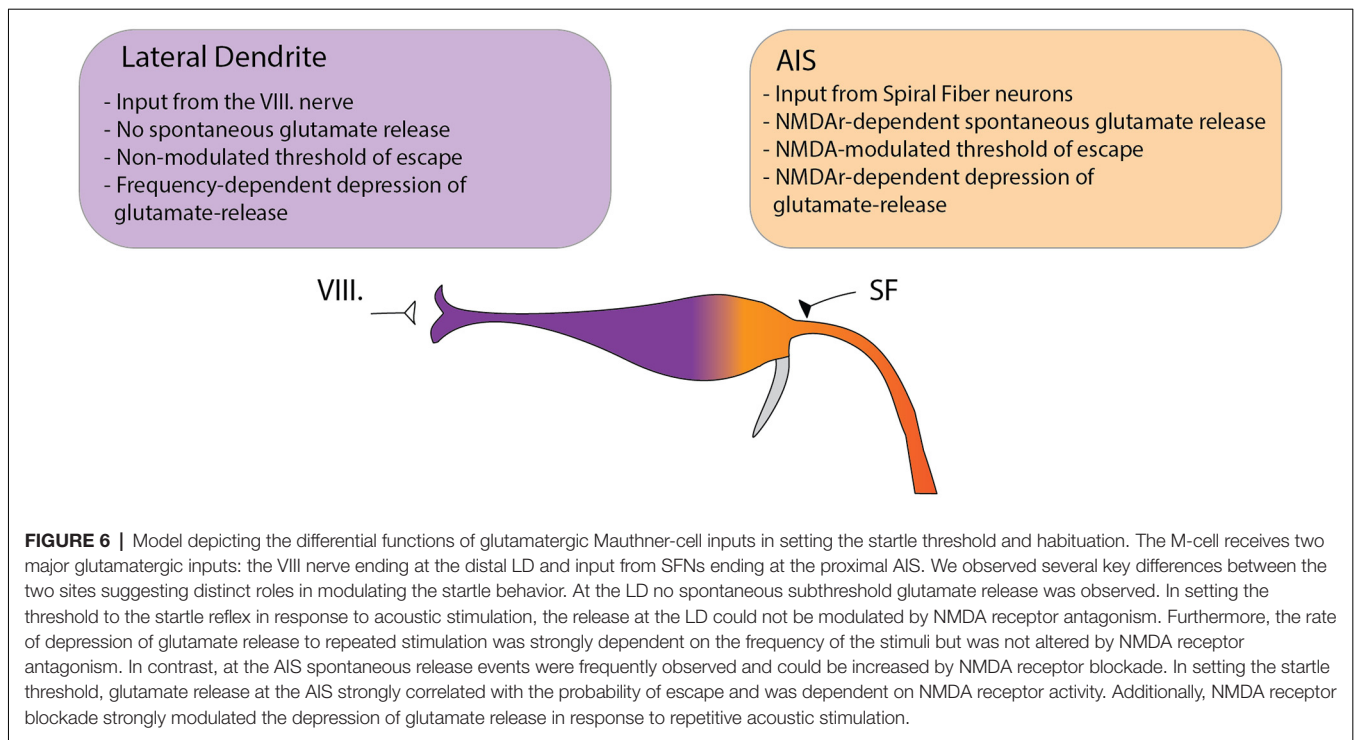 Lateral Dendrite
- Input from the VIII. nerve
- No spontaneous glutamate release
- Non-modulated threshold of escape
- Frequency-dependent depression of
glutamate-release
AIS
- Input from Spiral Fiber neurons
- NMDAr-dependent spontaneous glutamate release
- NMDA-modulated threshold of escape
- NMDAr-dependent depression of
glutamate-release
VIII.
SF
FIGURE 6 | Model depicting the differential functions of glutamatergic Mauthner-cell inputs in setting the startle threshold and habituation. The M-cell receives two
major glutamatergic inputs: the VIII nerve ending at the distal LD and input from SFNs ending at the proximal AIS. We observed several key differences between the
two sites suggesting distinct roles in modulating the startle behavior. At the LD no spontaneous subthreshold glutamate release was observed. In setting the
threshold to the startle reflex in response to acoustic stimulation, the release at the LD could not be modulated by NMDA receptor antagonism. Furthermore, the rate
of depression of glutamate release to repeated stimulation was strongly dependent on the frequency of the stimuli but was not altered by NMDA receptor
antagonism. In contrast, at the AIS spontaneous release events were frequently observed and could be increased by NMDA receptor blockade. In setting the startle
threshold, glutamate release at the AIS strongly correlated with the probability of escape and was dependent on NMDA receptor activity. Additionally, NMDA receptor
blockade strongly modulated the depression of glutamate release in response to repetitive acoustic stimulation.